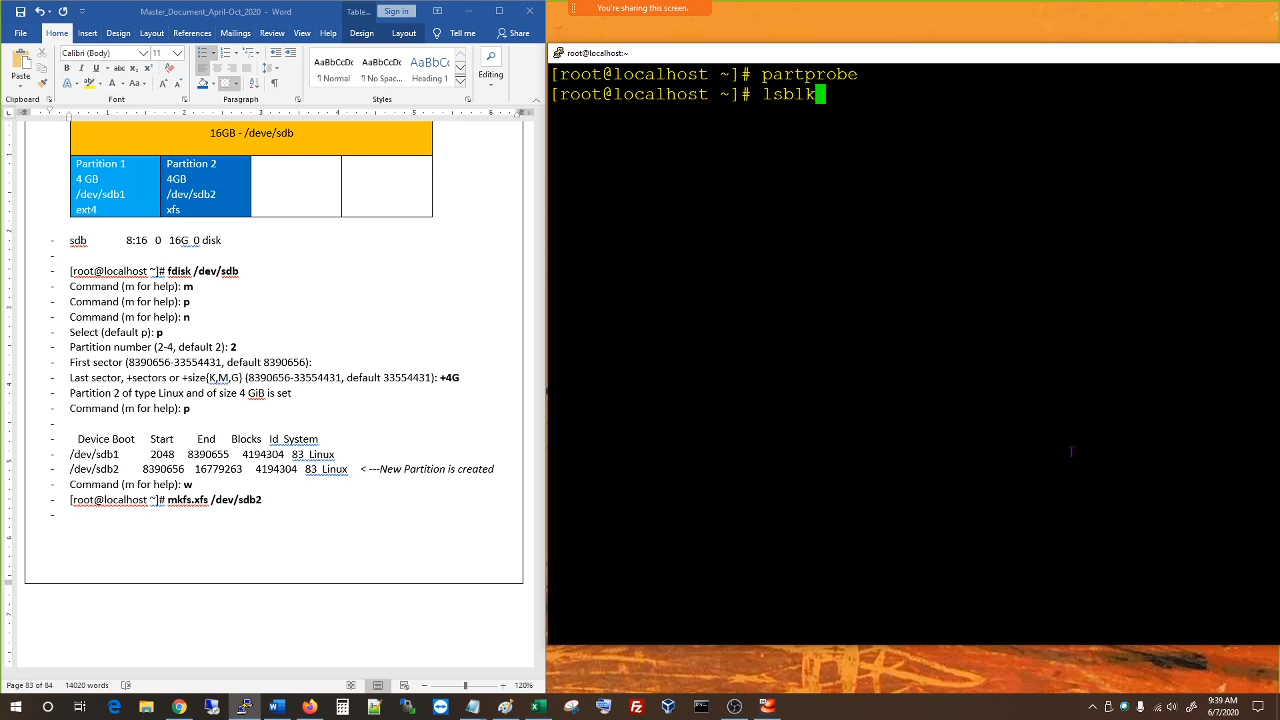 You're sharing this screen.
Master_Document_April-Oct_2020 - Word
Table...
Sign in
File Home Insert Draw Design Layout References Mailings Review View Help Design Layout Tell me Share
Calibri (Body) 11
Paste
AaBbCcDc AaBbCcDc AaBbCc
¶ Normal ¶ No Spac... Heading 1
Editing
Clipboard Font Paragraph Styles
root@localhost:~
[root@localhost ~]# partprobe
[root@localhost ~]# lsblk
16GB - /deve/sdb
Partition 1
4 GB
/dev/sdb1
ext4
Partition 2
4GB
/dev/sdb2
xfs
- sdb 8:16 0 16G 0 disk
-
- [root@localhost ~]# fdisk /dev/sdb
- Command (m for help): m
- Command (m for help): p
- Command (m for help): n
- Select (default p): p
- Partition number (2-4, default 2): 2
- First sector (8390656-33554431, default 8390656):
- Last sector, +sectors or +size{K,M,G} (8390656-33554431, default 33554431): +4G
- Partition 2 of type Linux and of size 4 GiB is set
- Command (m for help): p
-
- Device Boot Start End Blocks Id System
- /dev/sdb1 2048 8390655 4194304 83 Linux
- /dev/sdb2 8390656 16779263 4194304 83 Linux < ---New Partition is created
- Command (m for help): w
- [root@localhost ~]# mkfs.xfs /dev/sdb2
-
Page 83 of 84 14020 words 120%
9:39 AM
6/7/2020